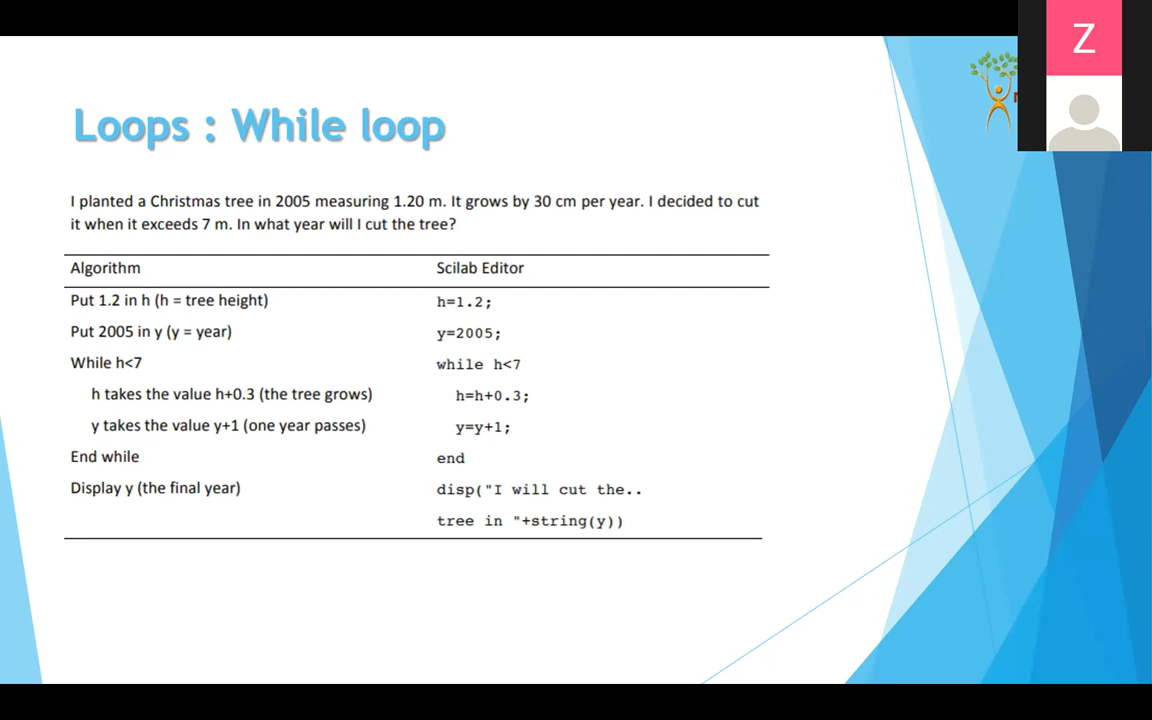 Z
Loops : While loop
I planted a Christmas tree in 2005 measuring 1.20 m. It grows by 30 cm per year. I decided to cut
it when it exceeds 7 m. In what year will I cut the tree?
Algorithm Scilab Editor
Put 1.2 in h (h = tree height) h=1.2;
Put 2005 in y (y = year) y=2005;
While h<7 while h<7
h takes the value h+0.3 (the tree grows) h=h+0.3;
y takes the value y+1 (one year passes) y=y+1;
End while end
Display y (the final year) disp("I will cut the..
tree in "+string(y))